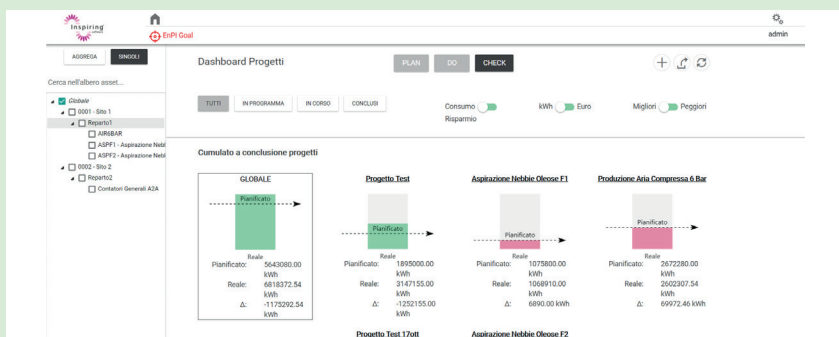 Inspiring
software
EnPI Goal
admin
AGGREGA
SINGOLI
Cerca nell'albero asset...
Globale
0001 - Sito 1
Reparto1
AIR6BAR
ASPF1 - Aspirazione Nebl
ASPF2 - Aspirazione Nebl
0002 - Sito 2
Reparto2
Contatori Generali A2A
Dashboard Progetti
PLAN
DO
CHECK
TUTTI
IN PROGRAMMA
IN CORSO
CONCLUSI
Consumo
Risparmio
kWh
Euro
Migliori
Peggiori
Cumulato a conclusione progetti
GLOBALE
Pianificato
Reale
Pianificato: 5643080.00
kWh
Reale: 6818372.54
kWh
Δ: -1175292.54
kWh
Progetto Test
Pianificato
Reale
Pianificato: 1895000.00
kWh
Reale: 3147155.00
kWh
Δ: -1252155.00
kWh
Aspirazione Nebbie Oleose F1
Pianificato
Reale
Pianificato: 1075800.00
kWh
Reale: 1068910.00
kWh
Δ: 6890.00 kWh
Produzione Aria Compressa 6 Bar
Pianificato
Reale
Pianificato: 2672280.00
kWh
Reale: 2602307.54
kWh
Δ: 69972.46 kWh
Progetto Test 17ott
Aspirazione Nebbie Oleose F2